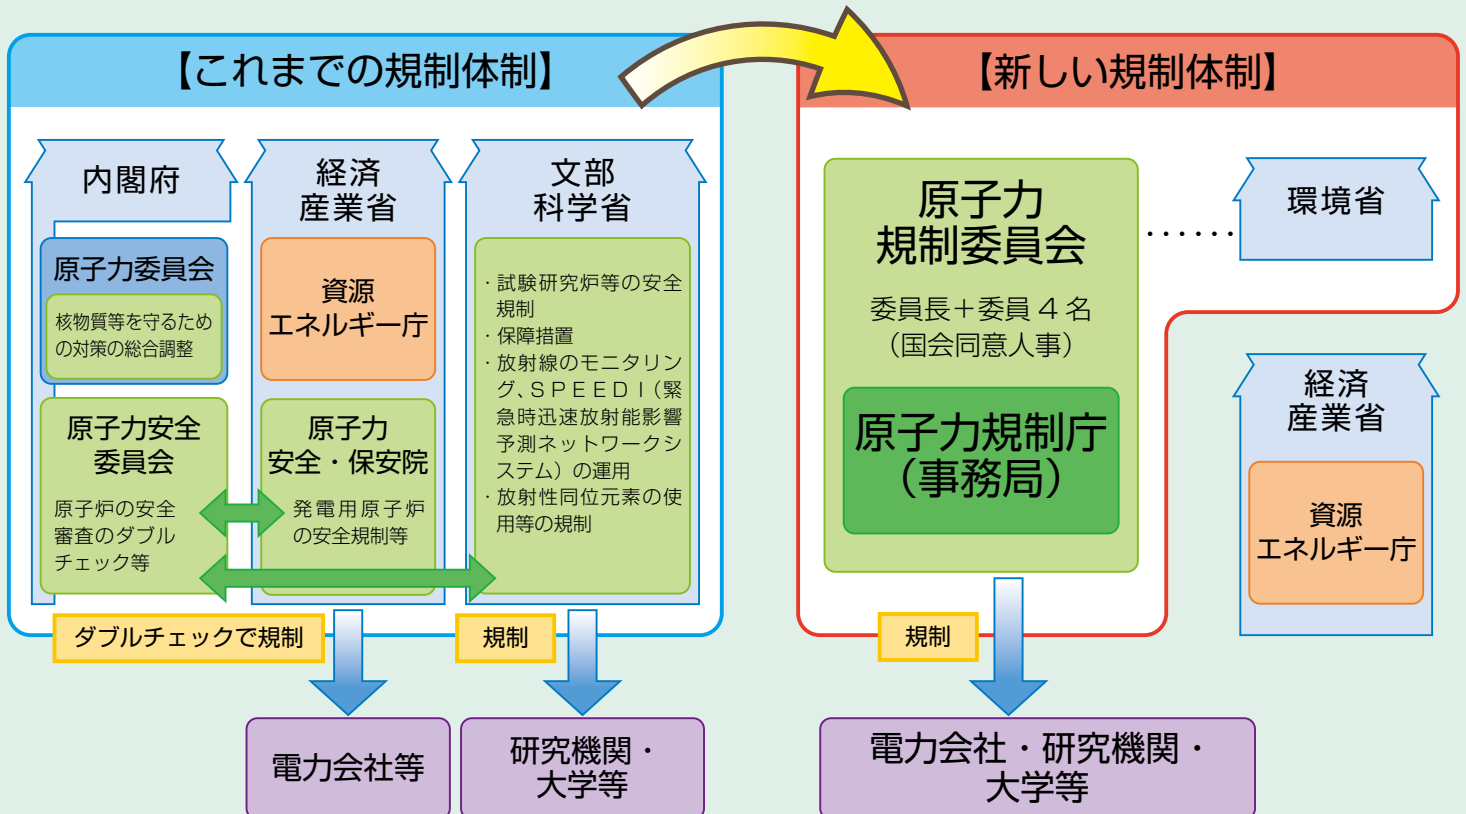 【これまでの規制体制】
内閣府
原子力委員会
核物質等を守るため
の対策の総合調整
原子力安全
委員会
原子炉の安全
審査のダブル
チェック等
経済
産業省
資源
エネルギー庁
原子力
安全・保安院
発電用原子炉
の安全規制等
文部
科学省
・試験研究炉等の安全
規制
・保障措置
・放射線のモニタリン
グ、ＳＰＥＥＤＩ（緊
急時迅速放射能影響
予測ネットワークシ
ステム）の運用
・放射性同位元素の使
用等の規制
ダブルチェックで規制
規制
電力会社等
研究機関・
大学等
【新しい規制体制】
原子力
規制委員会
委員長＋委員４名
（国会同意人事）
原子力規制庁
（事務局）
……
環境省
経済
産業省
資源
エネルギー庁
規制
電力会社・研究機関・
大学等